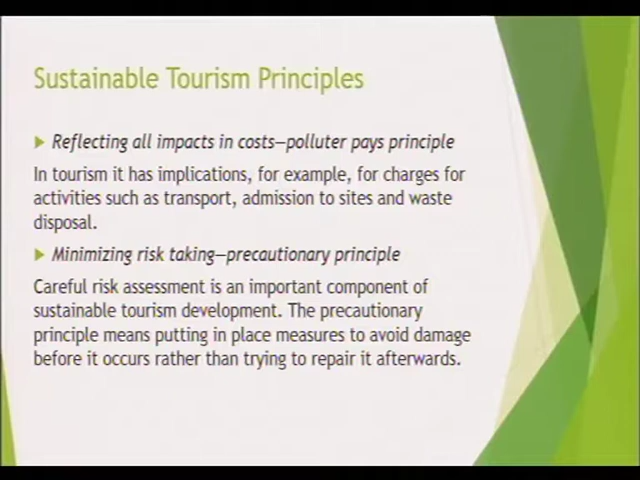 Sustainable Tourism Principles
Reflecting all impacts in costs—polluter pays principle
In tourism it has implications, for example, for charges for
activities such as transport, admission to sites and waste
disposal.
Minimizing risk taking—precautionary principle
Careful risk assessment is an important component of
sustainable tourism development. The precautionary
principle means putting in place measures to avoid damage
before it occurs rather than trying to repair it afterwards.